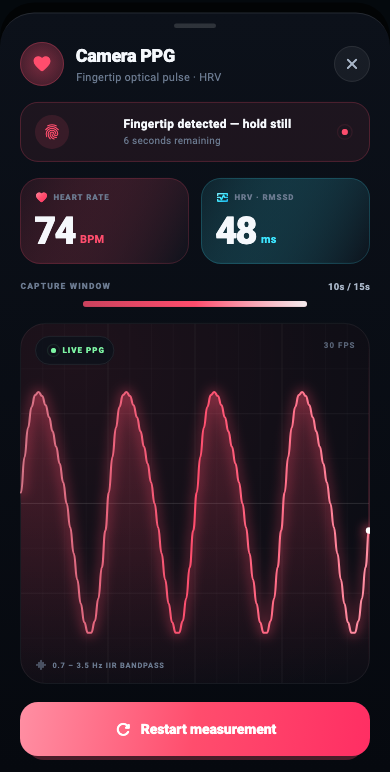 Camera PPG
Fingertip optical pulse · HRV
Fingertip detected — hold still
6 seconds remaining
HEART RATE
74 BPM
HRV · RMSSD
48 ms
CAPTURE WINDOW
10s / 15s
LIVE PPG
30 FPS
0.7 – 3.5 Hz IIR BANDPASS
Restart measurement